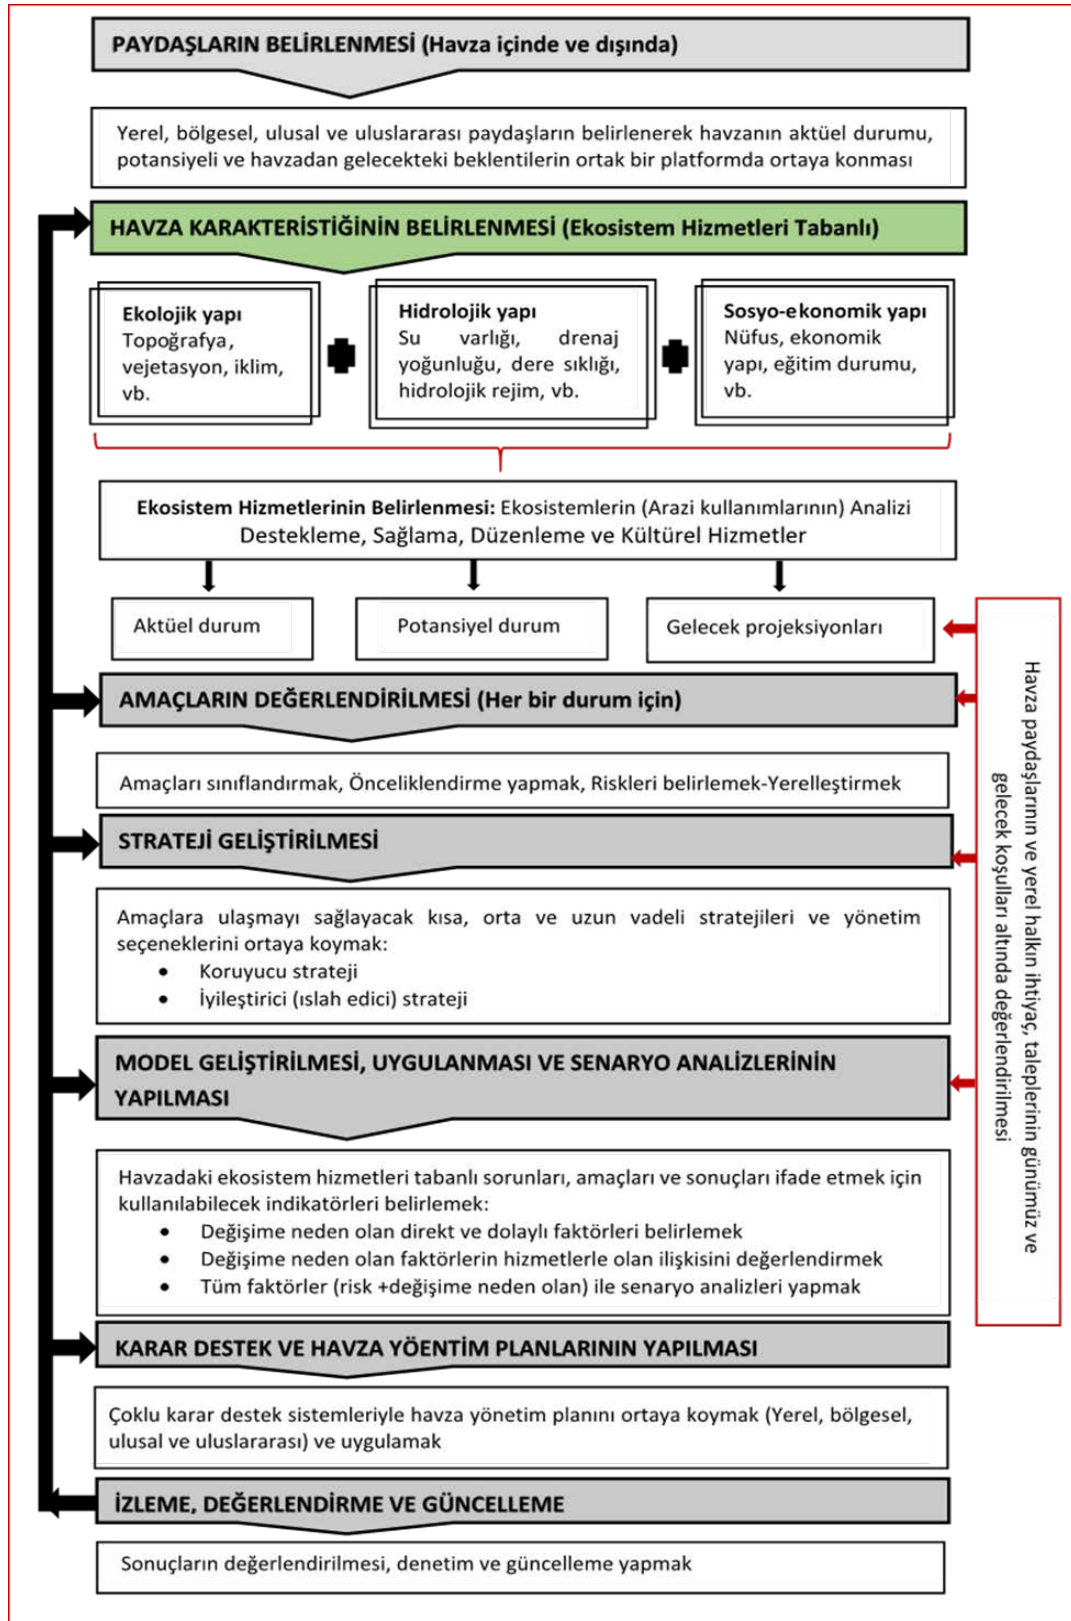 PAYDAŞLARIN BELİRLENMESİ (Havza içinde ve dışında)
Yerel, bölgesel, ulusal ve uluslararası paydaşların belirlenerek havzanın aktüel durumu,
potansiyeli ve havzadan gelecekteki beklentilerin ortak bir platformda ortaya konması
HAVZA KARAKTERİSTİĞİNİN BELİRLENMESİ (Ekosistem Hizmetleri Tabanlı)
Ekolojik yapı
Topoğrafya,
vejetasyon, iklim,
vb.
Hidrolojik yapı
Su varlığı, drenaj
yoğunluğu, dere sıklığı,
hidrolojik rejim, vb.
Sosyo-ekonomik yapı
Nüfus, ekonomik
yapı, eğitim durumu,
vb.
Ekosistem Hizmetlerinin Belirlenmesi: Ekosistemlerin (Arazi kullanımlarının) Analizi
Destekleme, Sağlama, Düzenleme ve Kültürel Hizmetler
Aktüel durum
Potansiyel durum
Gelecek projeksiyonları
AMAÇLARIN DEĞERLENDİRİLMESİ (Her bir durum için)
Amaçları sınıflandırmak, Önceliklendirme yapmak, Riskleri belirlemek-Yerelleştirmek
STRATEJİ GELİŞTİRİLMESİ
Amaçlara ulaşmayı sağlayacak kısa, orta ve uzun vadeli stratejileri ve yönetim
seçeneklerini ortaya koymak:
• Koruyucu strateji
• İyileştirici (ıslah edici) strateji
MODEL GELİŞTİRİLMESİ, UYGULANMASI VE SENARYO ANALİZLERİNİN
YAPILMASI
Havzadaki ekosistem hizmetleri tabanlı sorunları, amaçları ve sonuçları ifade etmek için
kullanılabilecek indikatörleri belirlemek:
• Değişime neden olan direkt ve dolaylı faktörleri belirlemek
• Değişime neden olan faktörlerin hizmetlerle olan ilişkisini değerlendirmek
• Tüm faktörler (risk +değişime neden olan) ile senaryo analizleri yapmak
KARAR DESTEK VE HAVZA YÖENTİM PLANLARININ YAPILMASI
Çoklu karar destek sistemleriyle havza yönetim planını ortaya koymak (Yerel, bölgesel,
ulusal ve uluslararası) ve uygulamak
İZLEME, DEĞERLENDİRME VE GÜNCELLEME
Sonuçların değerlendirilmesi, denetim ve güncelleme yapmak
Havza paydaşlarının ve yerel halkın ihtiyaç, taleplerinin günümüz ve
gelecek koşulları altında değerlendirilmesi